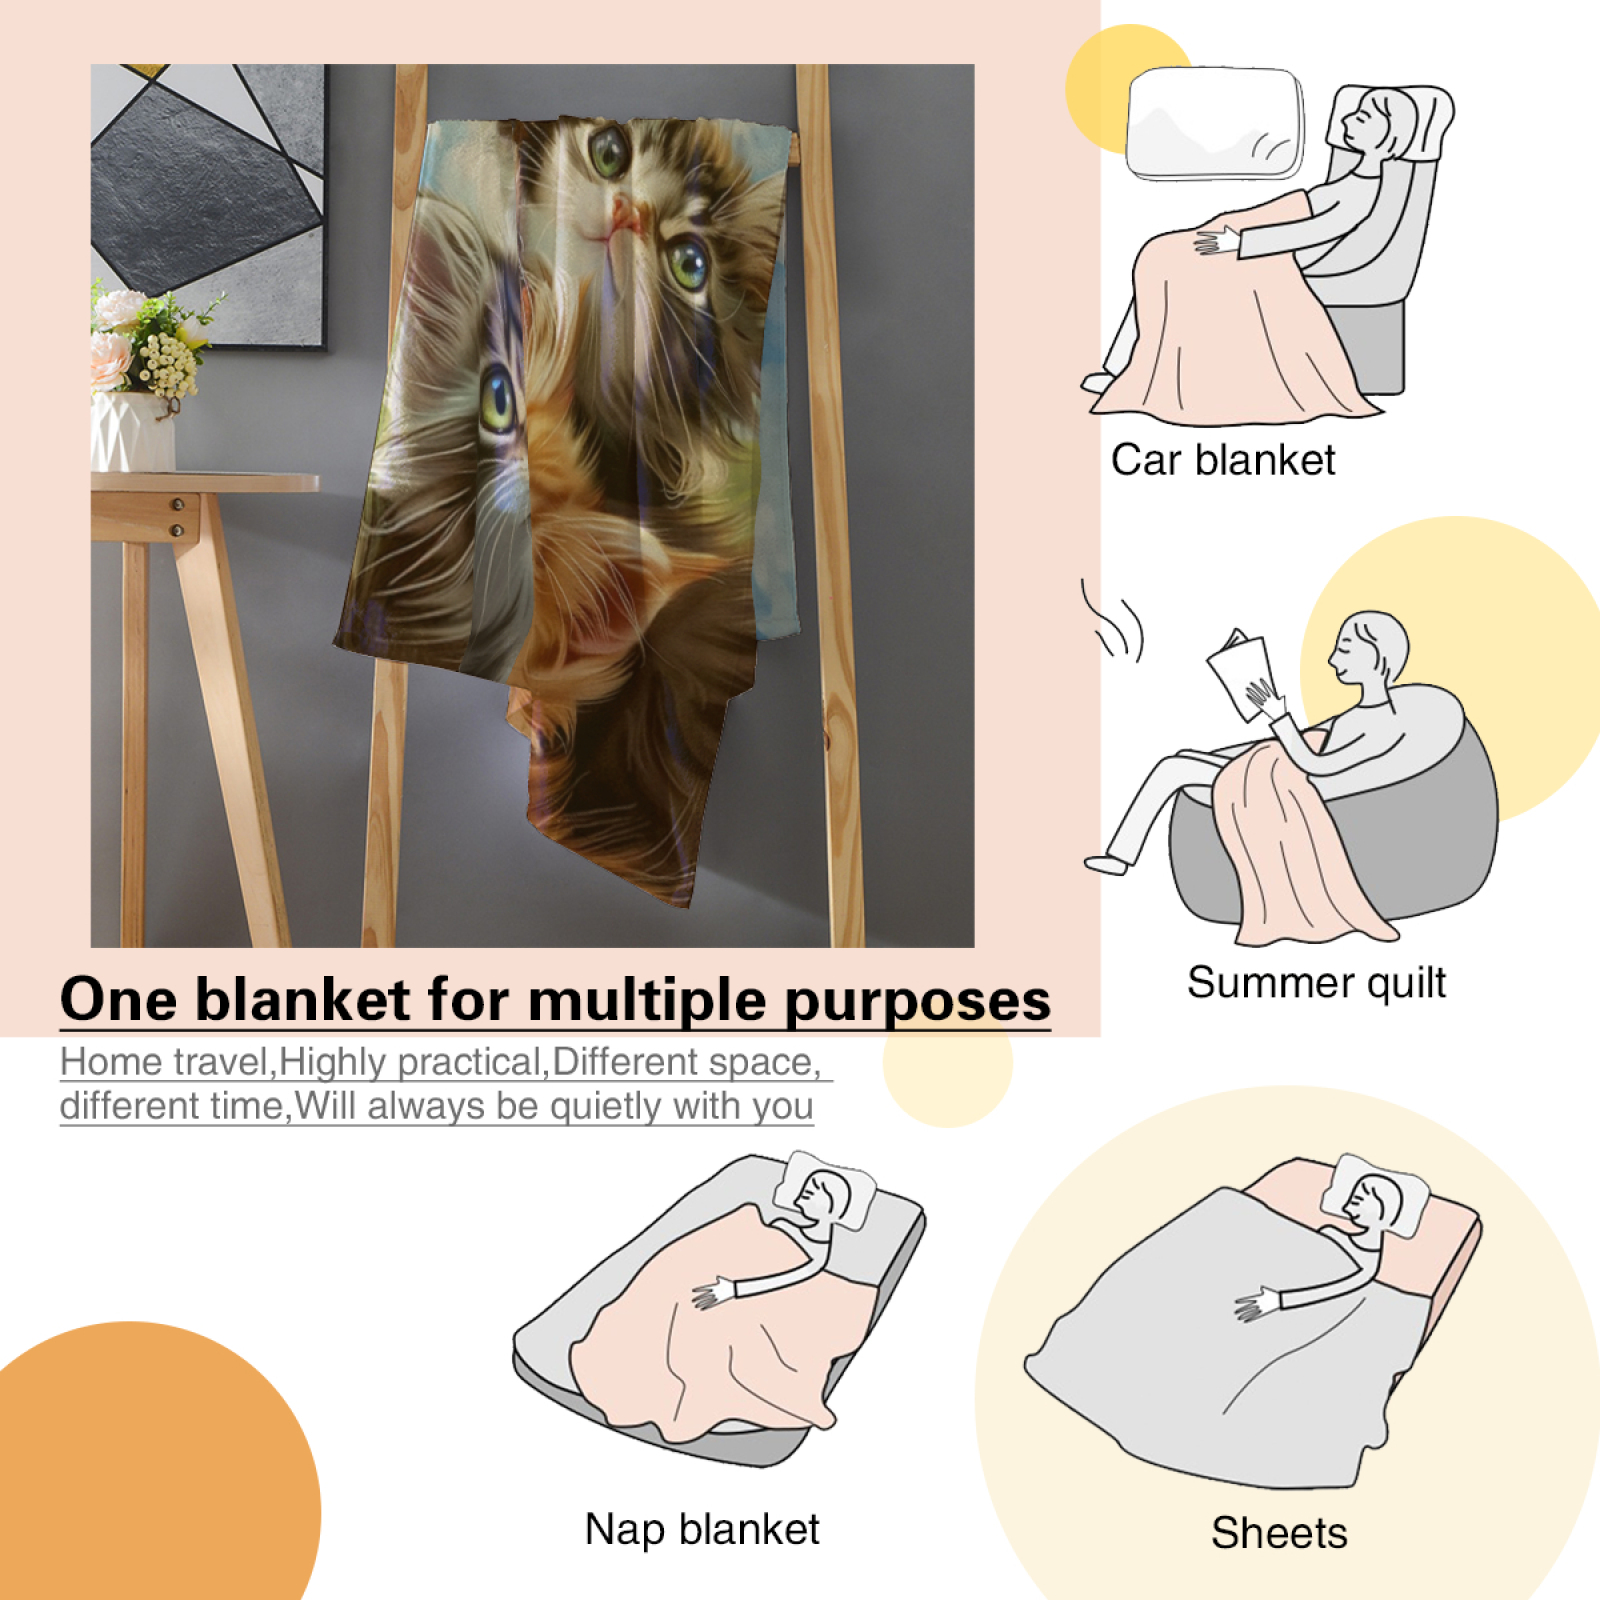 Car blanket
Summer quilt
One blanket for multiple purposes
Home travel,Highly practical,Different space,
different time,Will always be quietly with you
Nap blanket
Sheets